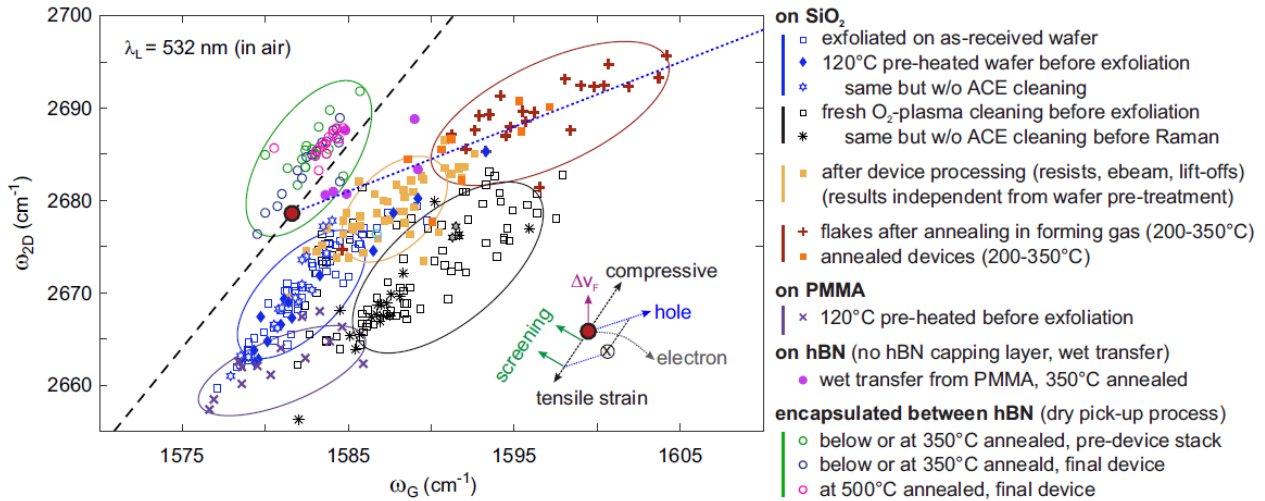 2700
2690
2680
2670
2660
ω2D (cm-1)
λL = 532 nm (in air)
1575
1585
1595
1605
ωG (cm-1)
ΔvF
compressive
hole
screening
electron
tensile strain
on SiO2
exfoliated on as-received wafer
120°C pre-heated wafer before exfoliation
same but w/o ACE cleaning
fresh O2-plasma cleaning before exfoliation
same but w/o ACE cleaning before Raman
after device processing (resists, ebeam, lift-offs)
(results independent from wafer pre-treatment)
flakes after annealing in forming gas (200-350°C)
annealed devices (200-350°C)
on PMMA
120°C pre-heated before exfoliation
on hBN (no hBN capping layer, wet transfer)
wet transfer from PMMA, 350°C annealed
encapsulated between hBN (dry pick-up process)
below or at 350°C annealed, pre-device stack
below or at 350°C anneald, final device
at 500°C annealed, final device